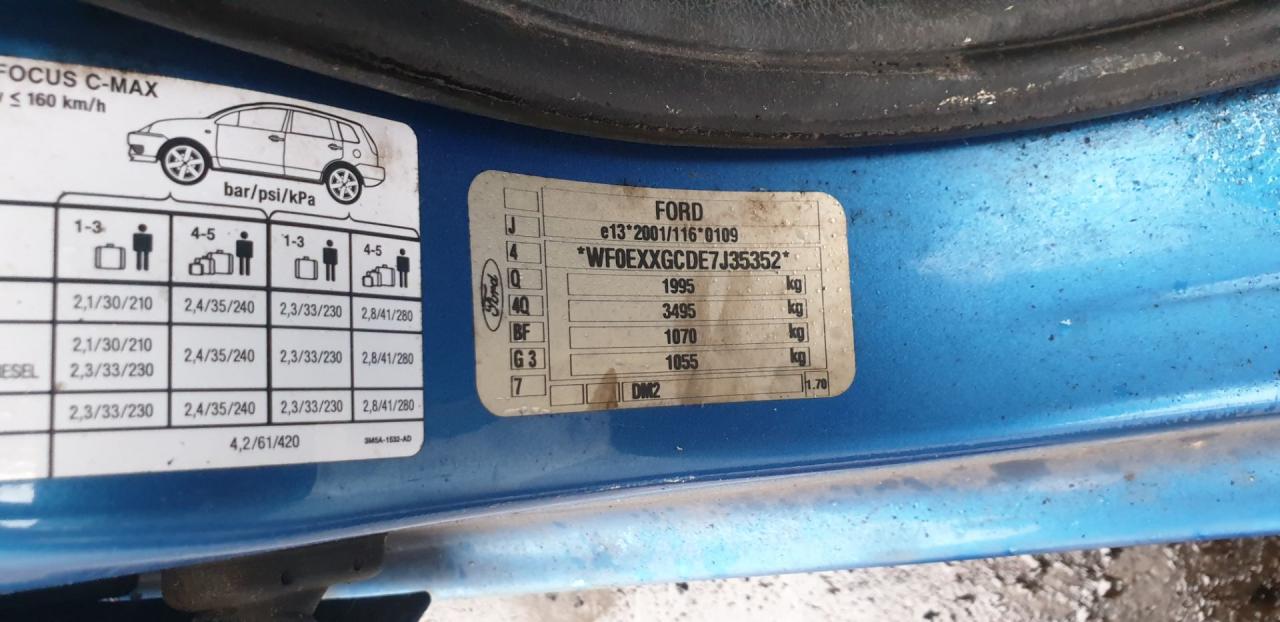 FOCUS C-MAX
≤ 160 km/h
bar/psi/kPa
1-3 4-5 1-3 4-5
2,1/30/210 2,4/35/240 2,3/33/230 2,8/41/280
2,1/30/210
2,3/33/230 2,4/35/240 2,3/33/230 2,8/41/280
ESEL
2,3/33/230 2,4/35/240 2,3/33/230 2,8/41/280
4,2/61/420 3M5A-1532-AD
Ford
FORD
J e13*2001/116*0109
4 *WF0EXXGCDE7J35352*
Q 1995 kg
4Q 3495 kg
BF 1070 kg
G 3 1055 kg
7 DM2 1.70